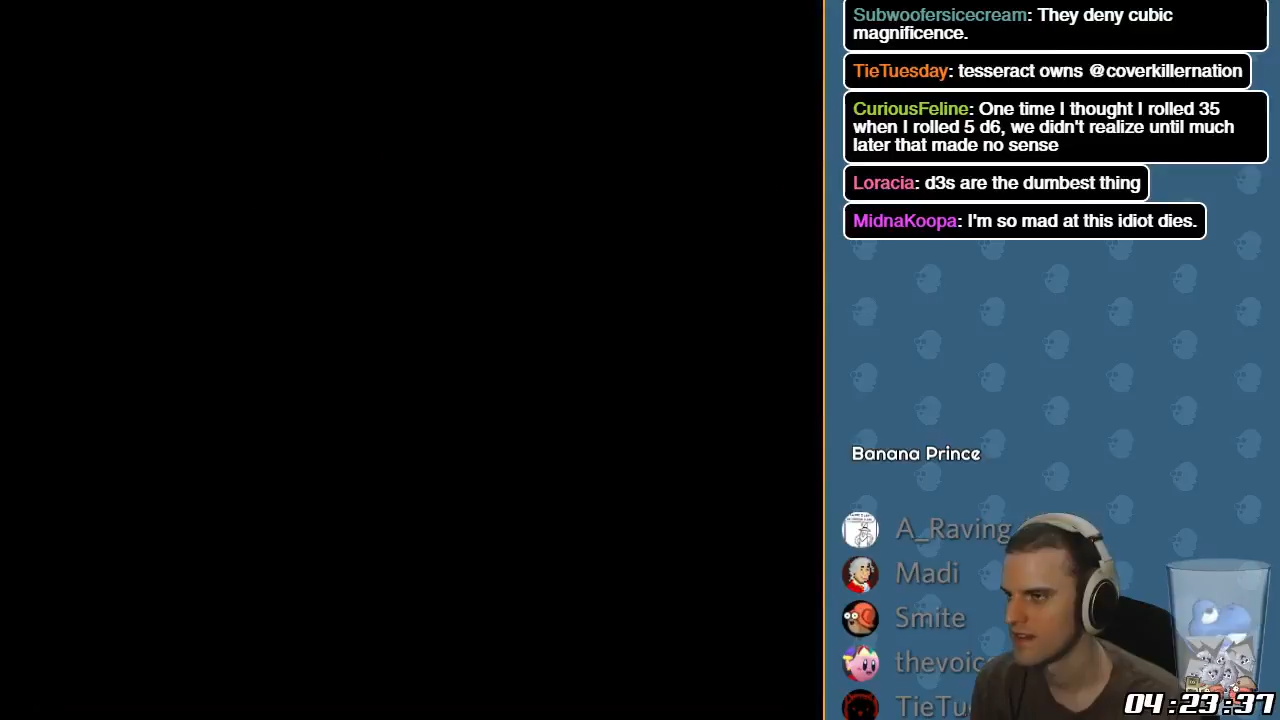 Subwoofersicecream: They deny cubic
magnificence.
TieTuesday: tesseract owns @coverkillernation
CuriousFeline: One time I thought I rolled 35
when I rolled 5 d6, we didn't realize until much
later that made no sense
Loracia: d3s are the dumbest thing
MidnaKoopa: I'm so mad at this idiot dies.
Banana Prince
A_Raving
Madi
Smite
thevoic
TieTu
04:23:37